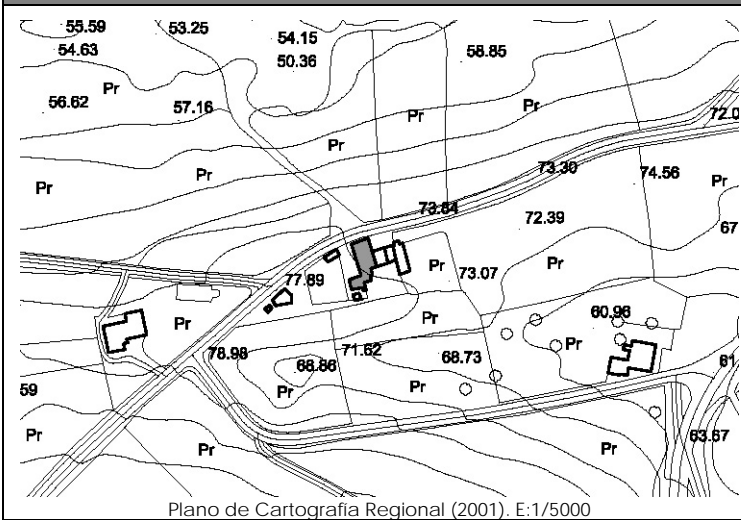 55.59 53.25 54.15
54.63 50.36 58.85
Pr
56.62 57.16 Pr
Pr 72.0
Pr
Pr Pr 73.30 74.56 Pr
73.84 72.39
67
77.89 Pr 73.07 Pr
60.96
Pr Pr
78.98 71.62 68.73 Pr
68.86 61
59 Pr Pr
Pr Pr Pr 63.67
Plano de Cartografía Regional (2001). E:1/5000